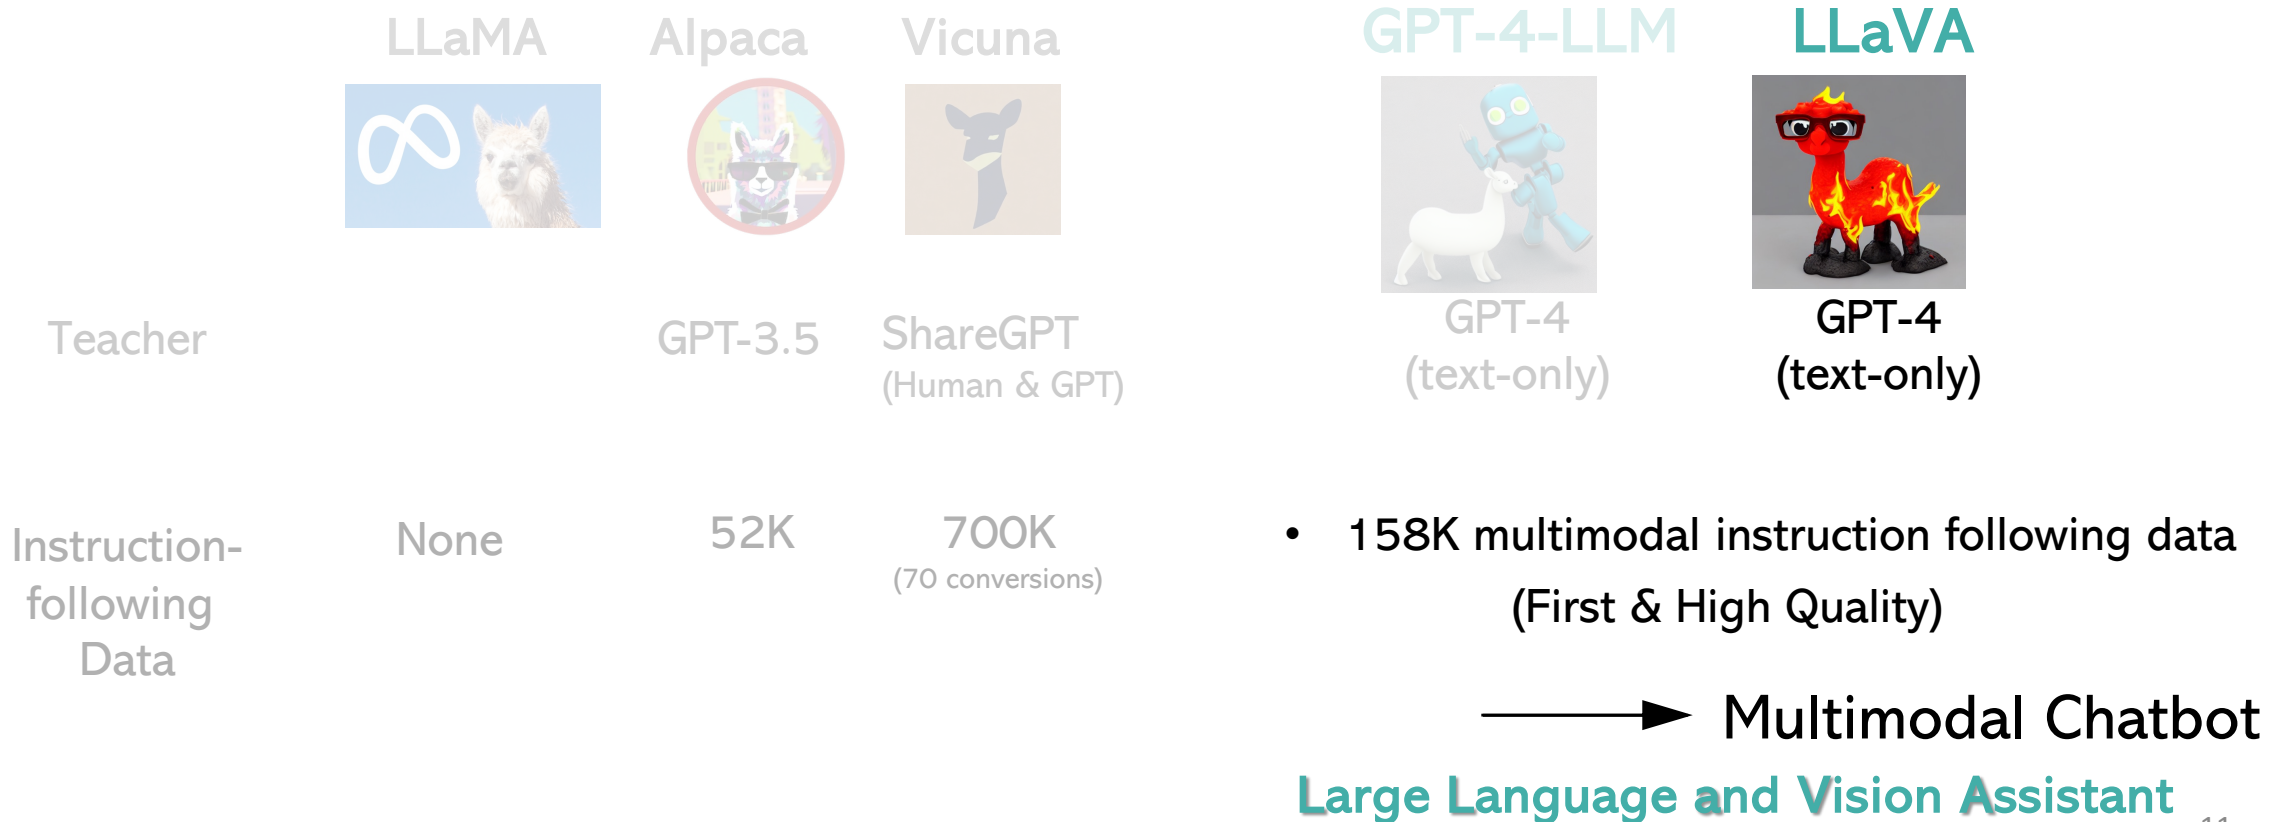 LLaMA Alpaca Vicuna GPT-4-LLM LLaVA
Teacher GPT-3.5 ShareGPT GPT-4 GPT-4
(Human & GPT) (text-only) (text-only)
Instruction- None 52K 700K • 158K multimodal instruction following data
following (70 conversions) (First & High Quality)
Data
Multimodal Chatbot
Large Language and Vision Assistant